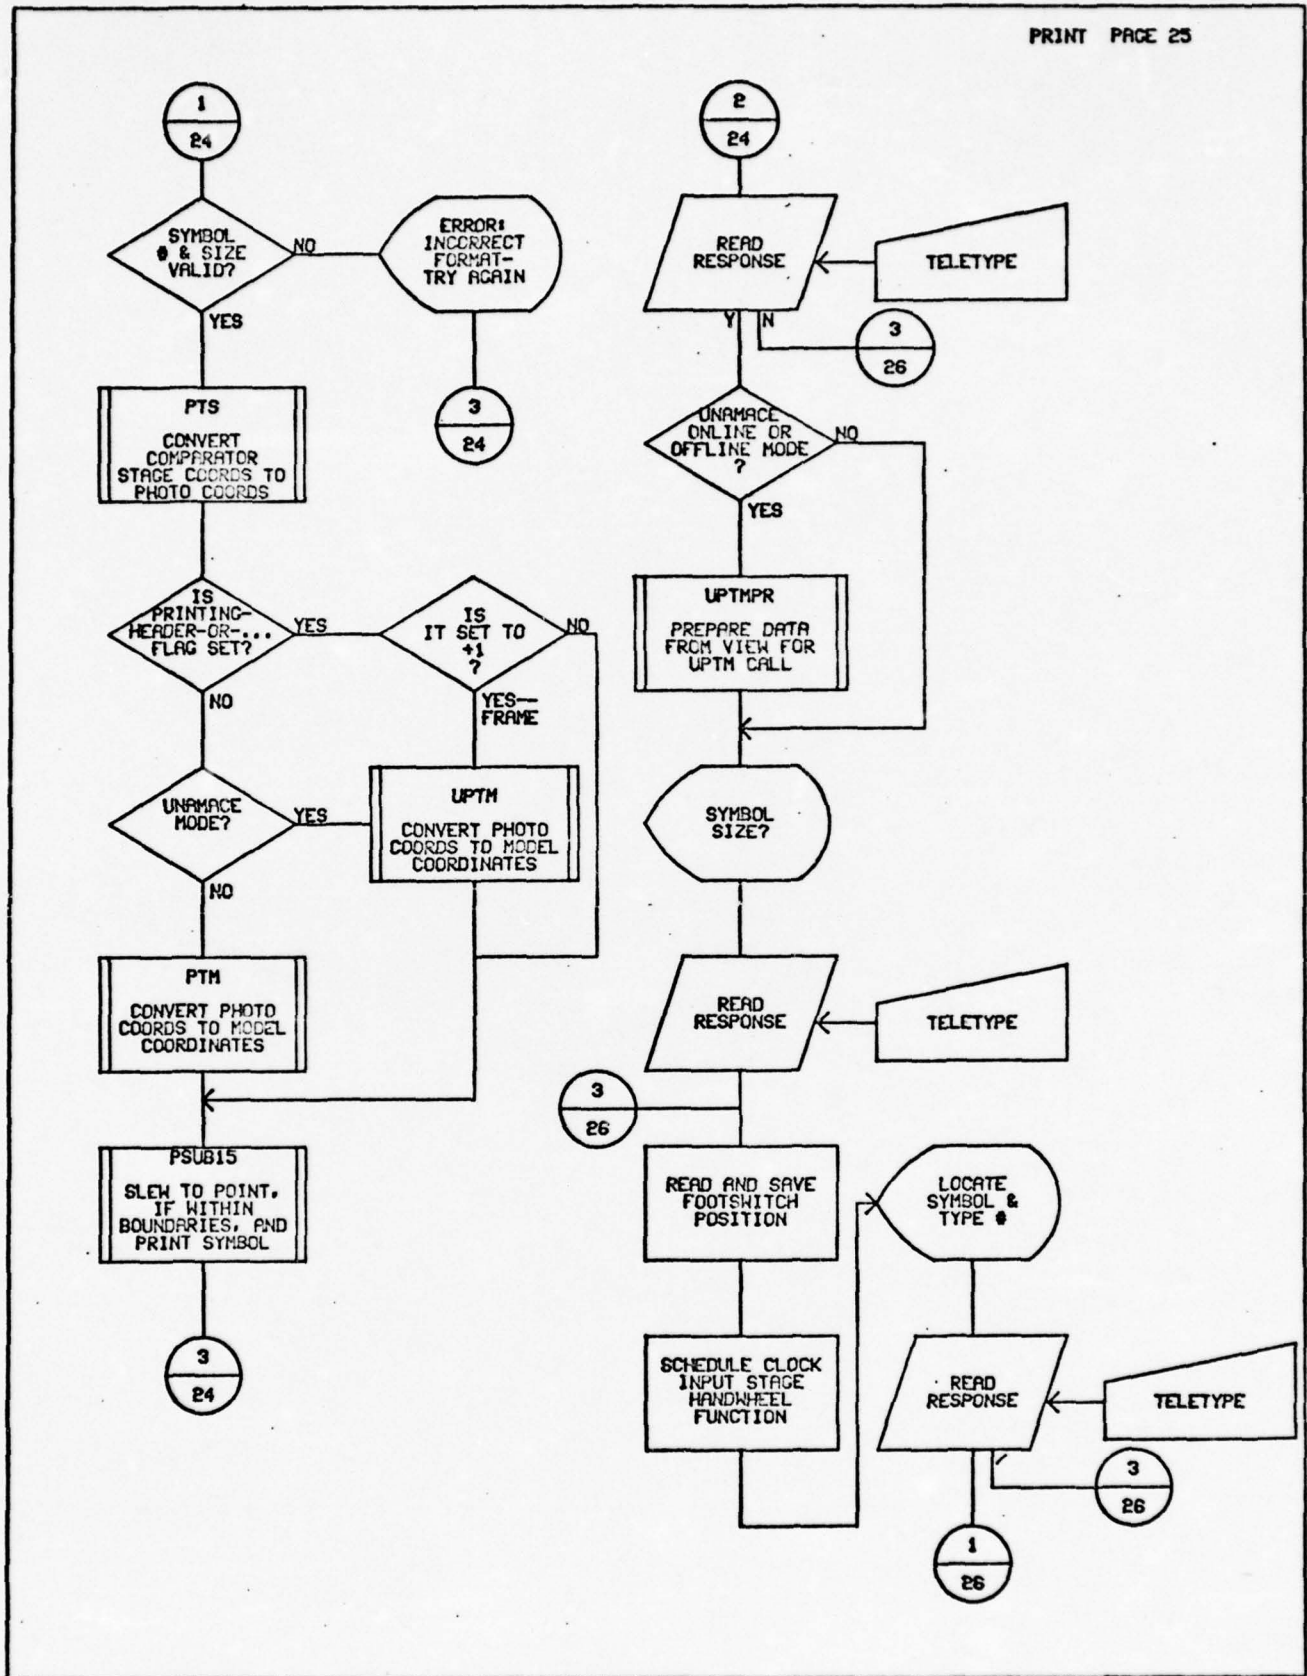 PRINT PAGE 25
1
24
SYMBOL
# & SIZE
VALID?
NO
YES
ERROR:
INCORRECT
FORMAT-
TRY AGAIN
3
24
PTS
CONVERT
COMPARATOR
STAGE COORDS TO
PHOTO COORDS
IS
PRINTING-
HEADER-OR-...
FLAG SET?
YES
NO
IS
IT SET TO
+1
?
NO
YES--
FRAME
UNAMACE
MODE?
YES
NO
UPTM
CONVERT PHOTO
COORDS TO MODEL
COORDINATES
PTM
CONVERT PHOTO
COORDS TO MODEL
COORDINATES
PSUB15
SLEW TO POINT,
IF WITHIN
BOUNDARIES, AND
PRINT SYMBOL
3
24
2
24
READ
RESPONSE
TELETYPE
Y
N
3
26
UNAMACE
ONLINE OR
OFFLINE MODE
?
NO
YES
UPTMPR
PREPARE DATA
FROM VIEW FOR
UPTM CALL
SYMBOL
SIZE?
READ
RESPONSE
TELETYPE
3
26
READ AND SAVE
FOOTSWITCH
POSITION
SCHEDULE CLOCK
INPUT STAGE
HANDWHEEL
FUNCTION
LOCATE
SYMBOL &
TYPE #
READ
RESPONSE
TELETYPE
3
26
1
26